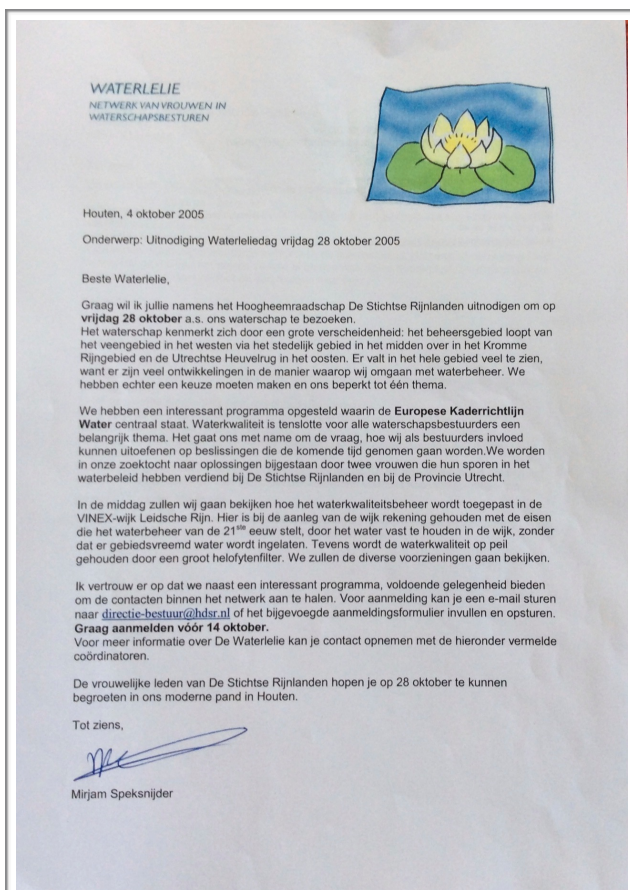 WATERLELIE
NETWERK VAN VROUWEN IN
WATERSCHAPSBESTUREN
Houten, 4 oktober 2005
Onderwerp: Uitnodiging Waterleliedag vrijdag 28 oktober 2005
Beste Waterlelie,
Graag wil ik jullie namens het Hoogheemraadschap De Stichtse Rijnlanden uitnodigen om op
vrijdag 28 oktober a.s. ons waterschap te bezoeken.
Het waterschap kenmerkt zich door een grote verscheidenheid: het beheersgebied loopt van
het veengebied in het westen via het stedelijk gebied in het midden over in het Kromme
Rijngebied en de Utrechtse Heuvelrug in het oosten. Er valt in het hele gebied veel te zien,
want er zijn veel ontwikkelingen in de manier waarop wij omgaan met waterbeheer. We
hebben echter een keuze moeten maken en ons beperkt tot één thema.
We hebben een interessant programma opgesteld waarin de Europese Kaderrichtlijn
Water centraal staat. Waterkwaliteit is tenslotte voor alle waterschapsbestuurders een
belangrijk thema. Het gaat ons met name om de vraag, hoe wij als bestuurders invloed
kunnen uitoefenen op beslissingen die de komende tijd genomen gaan worden.We worden
in onze zoektocht naar oplossingen bijgestaan door twee vrouwen die hun sporen in het
waterbeleid hebben verdiend bij De Stichtse Rijnlanden en bij de Provincie Utrecht.
In de middag zullen wij gaan bekijken hoe het waterkwaliteitsbeheer wordt toegepast in de
VINEX-wijk Leidsche Rijn. Hier is bij de aanleg van de wijk rekening gehouden met de eisen
die het waterbeheer van de 21ste eeuw stelt, door het water vast te houden in de wijk, zonder
dat er gebiedsvreemd water wordt ingelaten. Tevens wordt de waterkwaliteit op peil
gehouden door een groot helofytenfilter. We zullen de diverse voorzieningen gaan bekijken.
Ik vertrouw er op dat we naast een interessant programma, voldoende gelegenheid bieden
om de contacten binnen het netwerk aan te halen. Voor aanmelding kan je een e-mail sturen
naar directie-bestuur@hdsr.nl of het bijgevoegde aanmeldingsformulier invullen en opsturen.
Graag aanmelden vóór 14 oktober.
Voor meer informatie over De Waterlelie kan je contact opnemen met de hieronder vermelde
coördinatoren.
De vrouwelijke leden van De Stichtse Rijnlanden hopen je op 28 oktober te kunnen
begroeten in ons moderne pand in Houten.
Tot ziens,
Mirjam Speksnijder